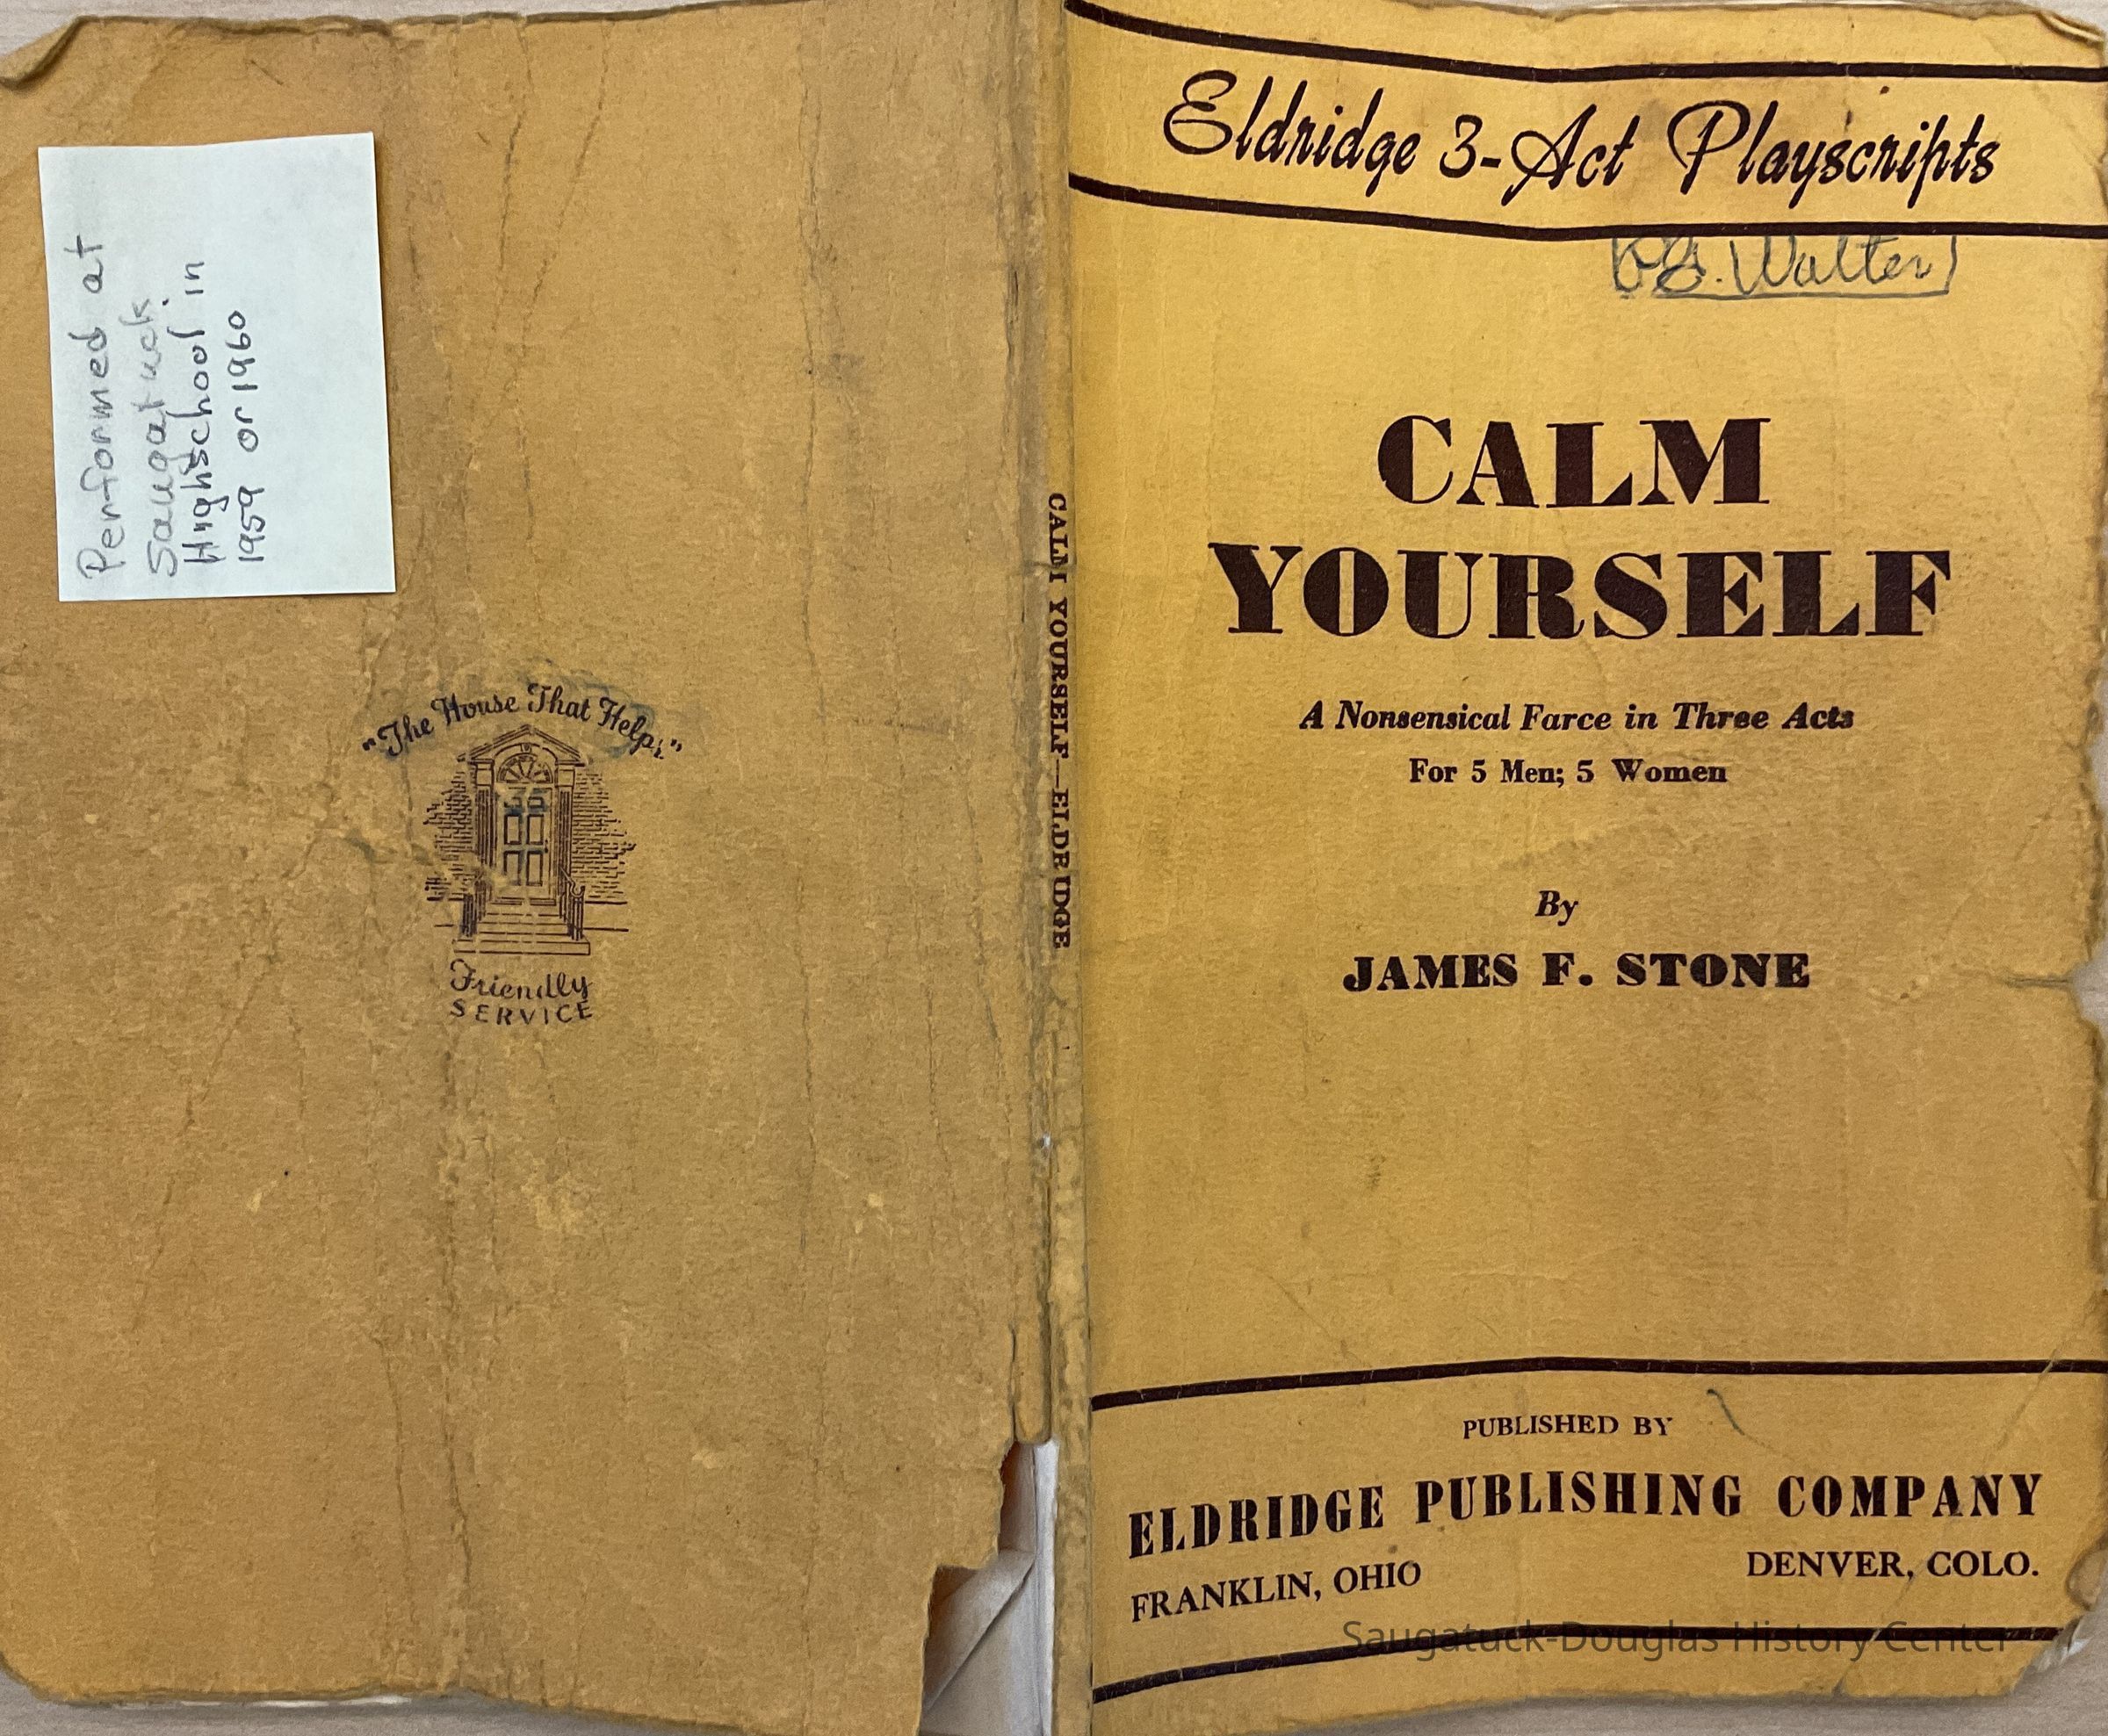 Performed at
Saugatuck
Highschool in
1959 or 1960
"The House That Helps"
Friendly
SERVICE
CALM YOURSELF—ELDRIDGE
Eldridge 3-Act Playscripts
Walter
CALM
YOURSELF
A Nonsensical Farce in Three Acts
For 5 Men; 5 Women
By
JAMES F. STONE
PUBLISHED BY
ELDRIDGE PUBLISHING COMPANY
FRANKLIN, OHIO DENVER, COLO.
Saugatuck-Douglas History Center